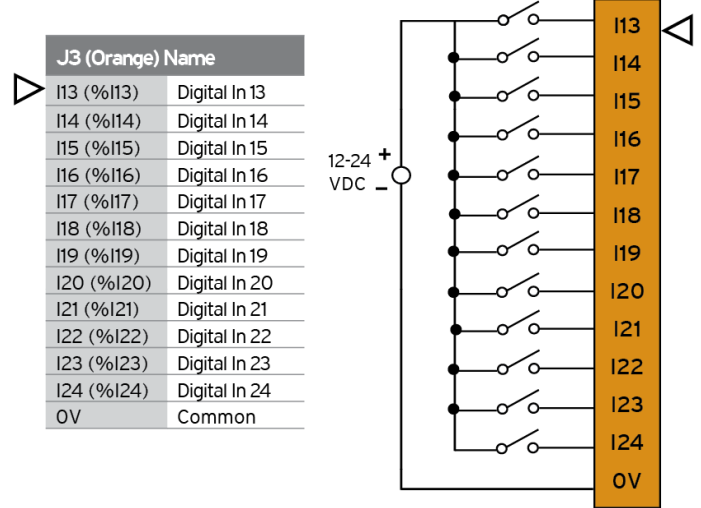 J3 (Orange) Name
I13 (%I13) Digital In 13
I14 (%I14) Digital In 14
I15 (%I15) Digital In 15
I16 (%I16) Digital In 16
I17 (%I17) Digital In 17
I18 (%I18) Digital In 18
I19 (%I19) Digital In 19
I20 (%I20) Digital In 20
I21 (%I21) Digital In 21
I22 (%I22) Digital In 22
I23 (%I23) Digital In 23
I24 (%I24) Digital In 24
0V Common
12-24 +
VDC –
I13
I14
I15
I16
I17
I18
I19
I20
I21
I22
I23
I24
0V